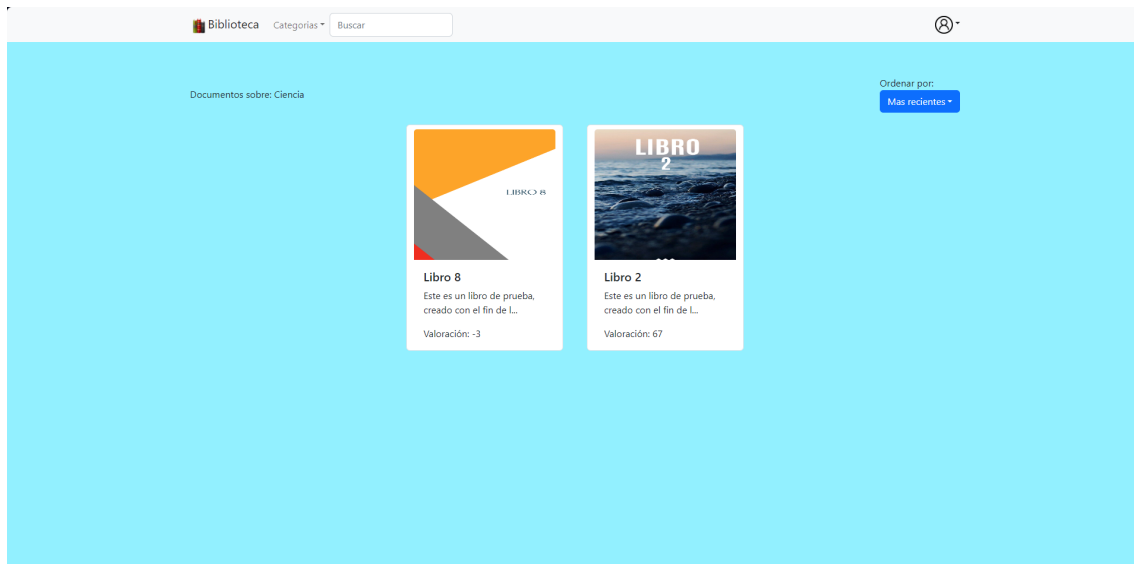 Biblioteca Categorías Buscar
Ordenar por:
Documentos sobre: Ciencia
Mas recientes
LIBRO 8
LIBRO
2
Libro 8
Este es un libro de prueba,
creado con el fin de l...
Valoración: -3
Libro 2
Este es un libro de prueba,
creado con el fin de l...
Valoración: 67